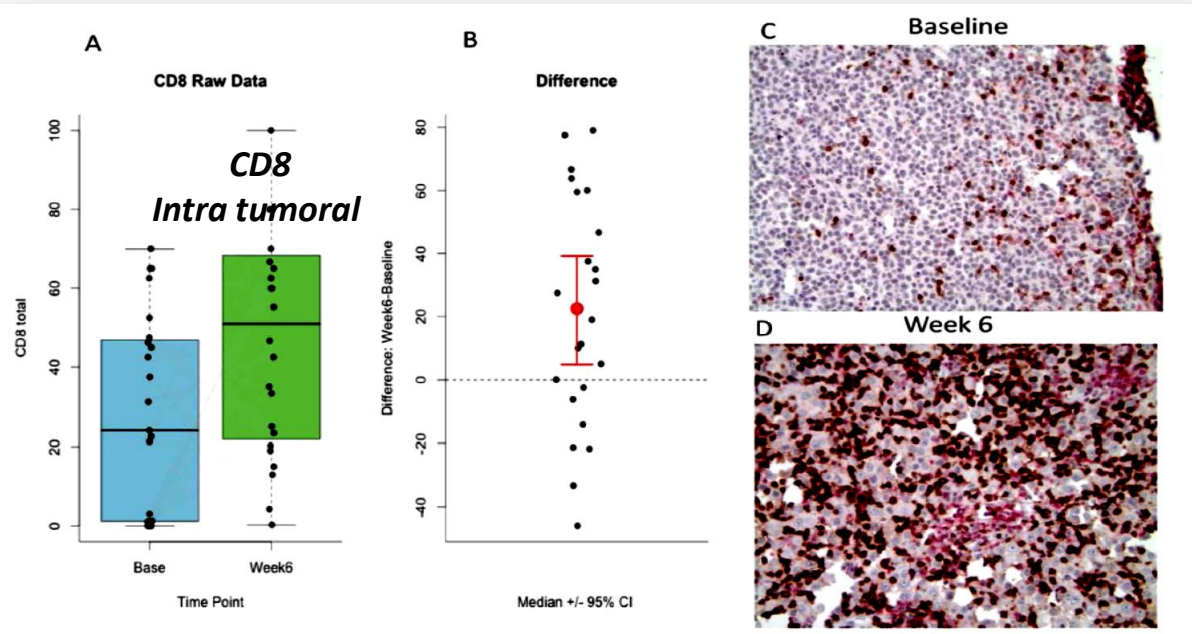 A
CD8 Raw Data
CD8 total
100
80
60
40
20
0
CD8
Intra tumoral
Base
Week6
Time Point
B
Difference
Difference: Week6-Baseline
80
60
40
20
0
-20
-40
Median +/- 95% CI
C
Baseline
D
Week 6